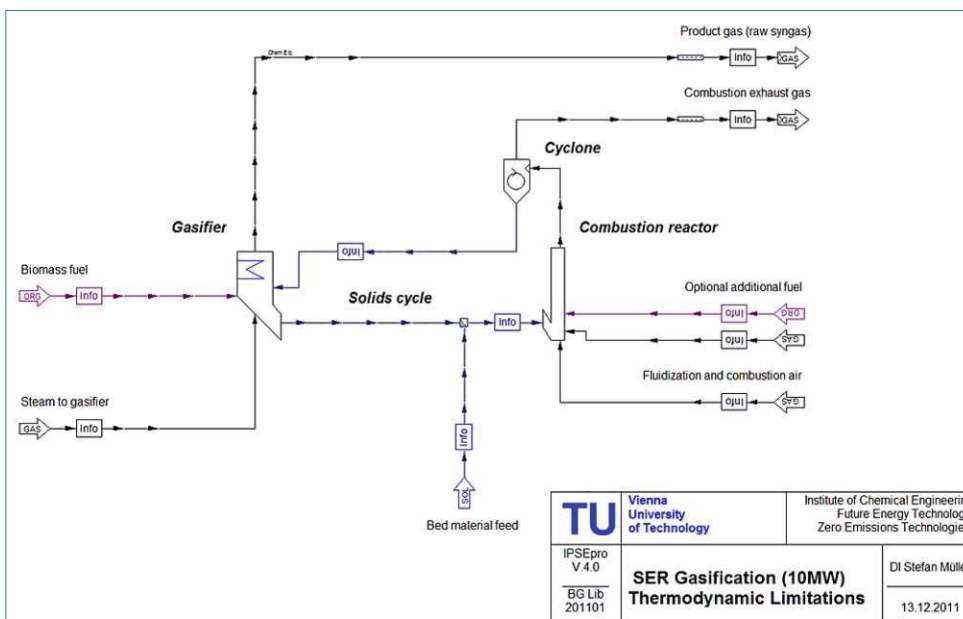 Product gas (raw syngas)
Chem.Eq.
Info
GAS
Combustion exhaust gas
Info
GAS
Cyclone
Gasifier
Combustion reactor
Info
Biomass fuel
ORG
Info
Solids cycle
Optional additional fuel
Info
ORG
Info
Info
GAS
Fluidization and combustion air
Info
GAS
Steam to gasifier
GAS
Info
Info
SOL
Bed material feed
TU
Vienna
University
of Technology
Institute of Chemical Engineerin
Future Energy Technolog
Zero Emissions Technologie
IPSEpro
V.4.0
BG Lib
201101
SER Gasification (10MW)
Thermodynamic Limitations
DI Stefan Mülle
13.12.2011